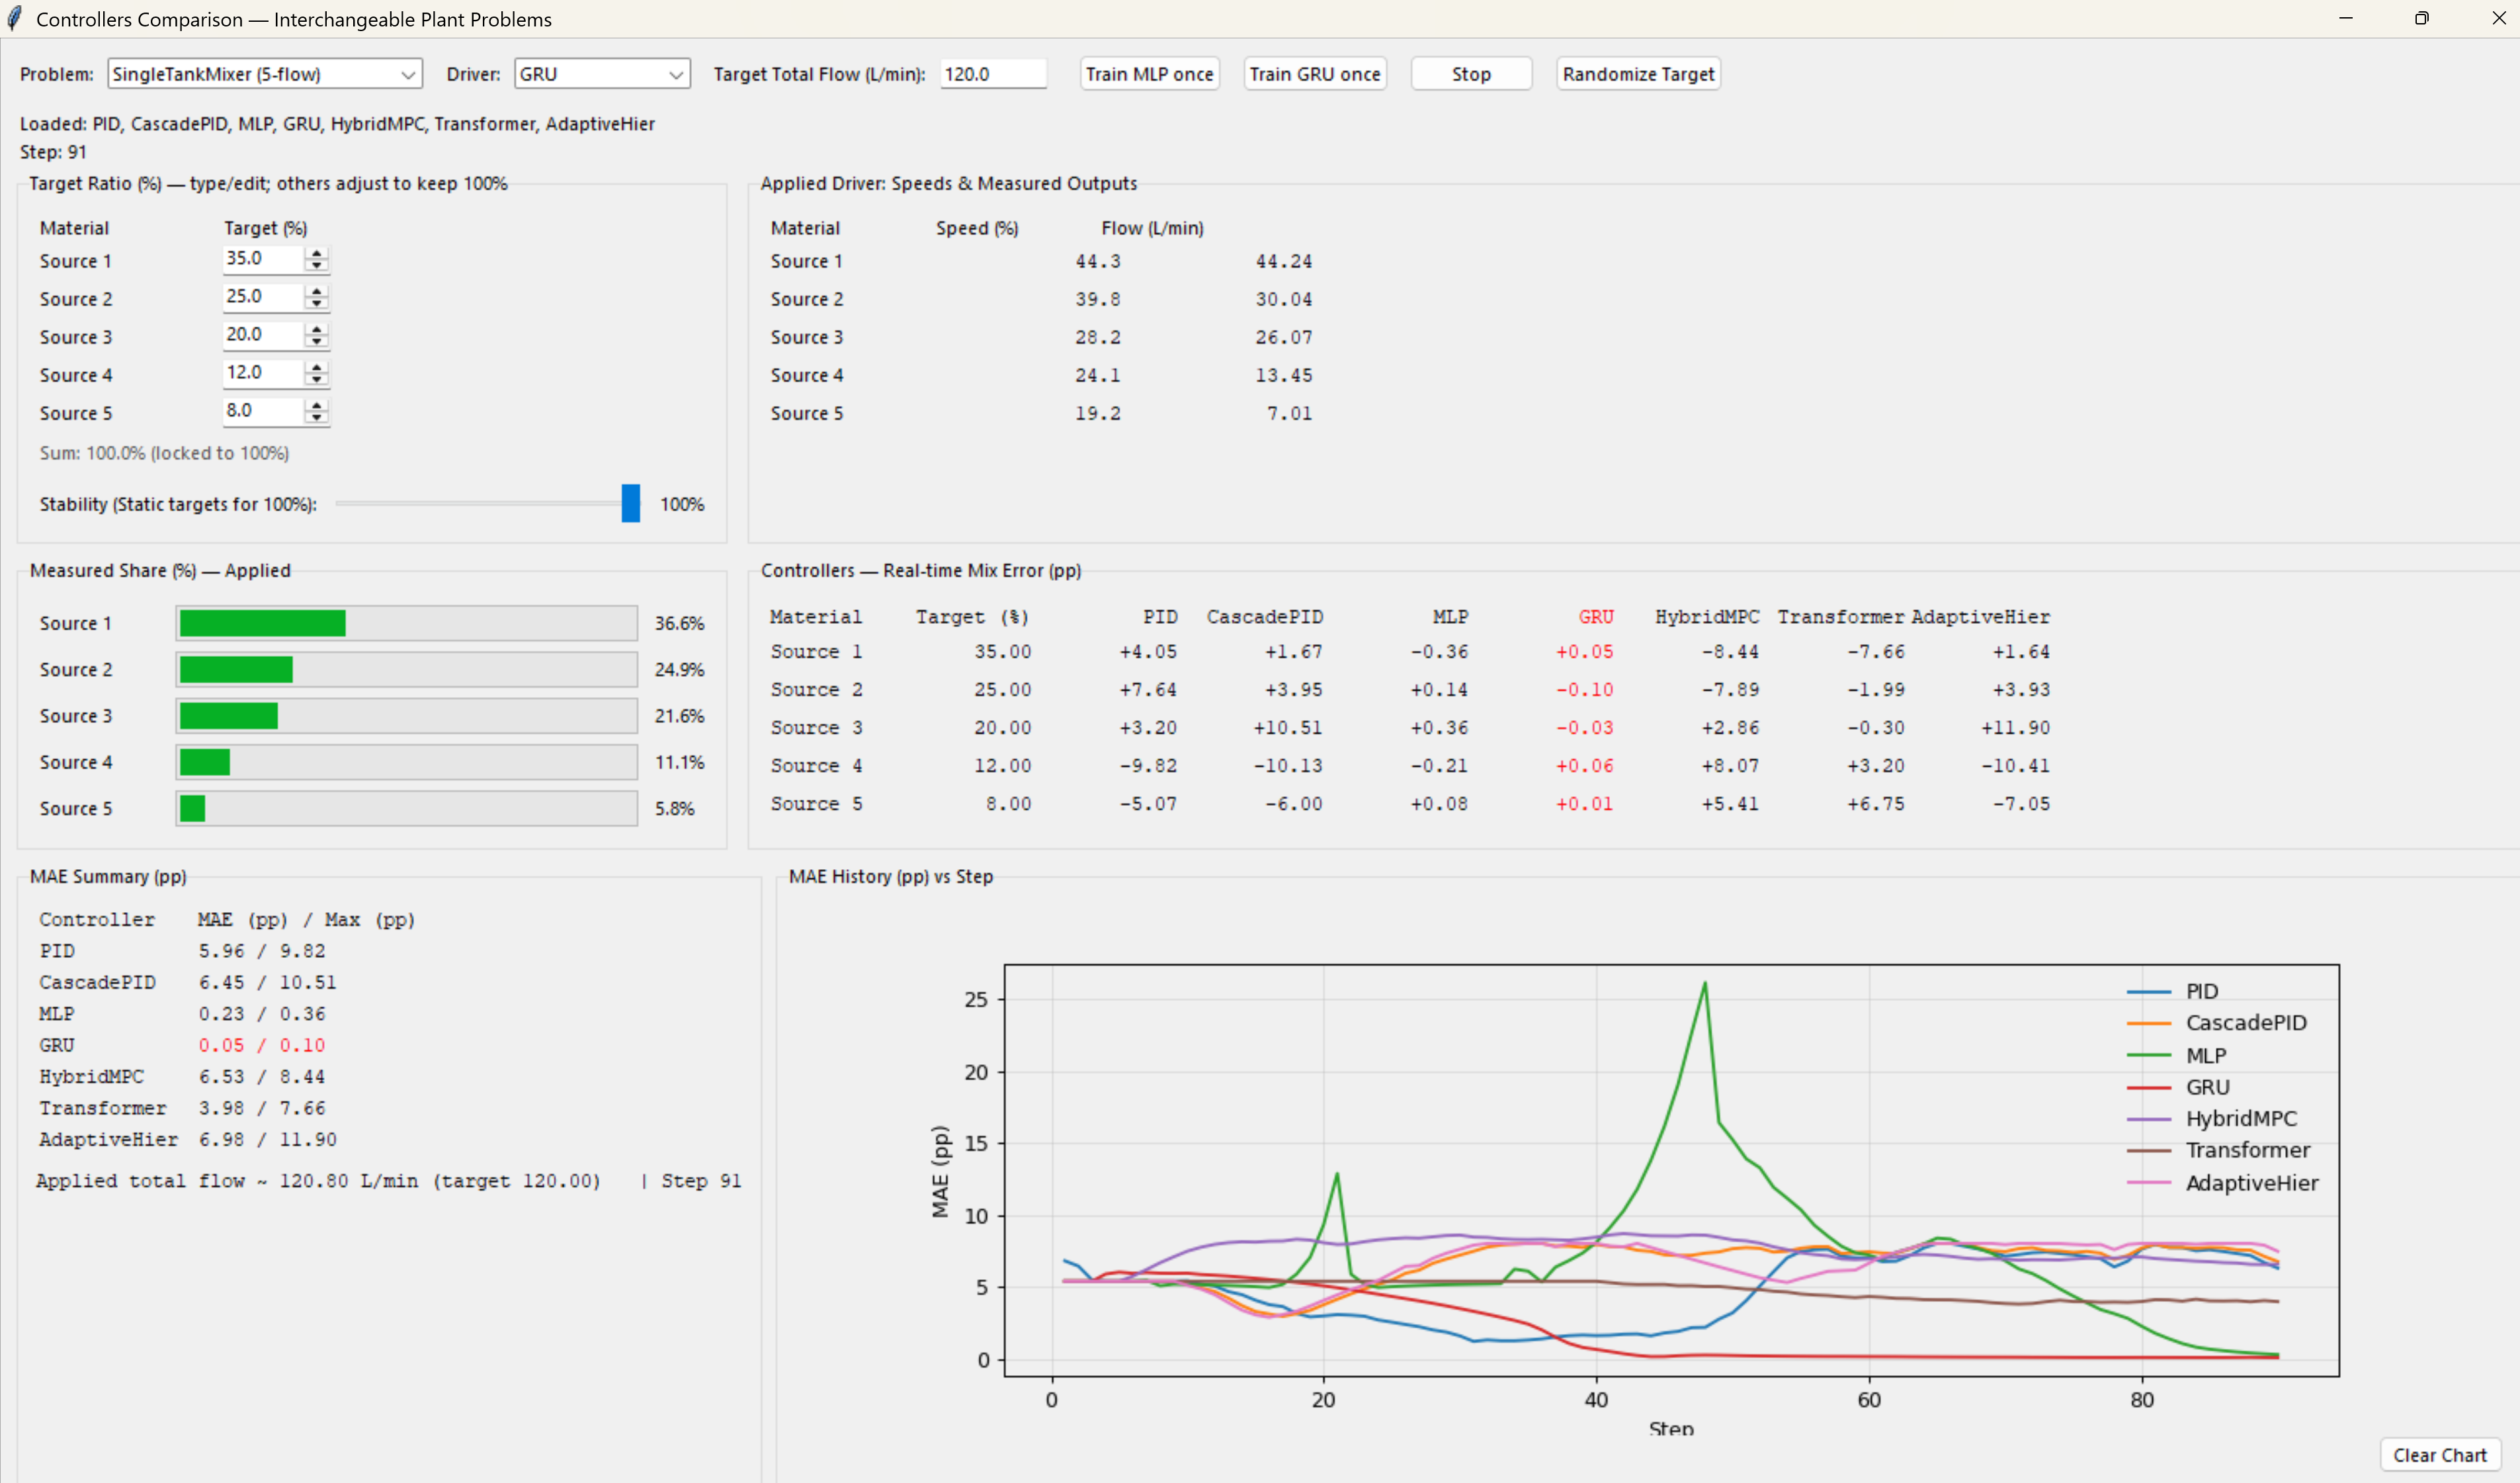 Controllers Comparison — Interchangeable Plant Problems
Problem: SingleTankMixer (5-flow) Driver: GRU Target Total Flow (L/min): 120.0 Train MLP once Train GRU once Stop Randomize Target
Loaded: PID, CascadePID, MLP, GRU, HybridMPC, Transformer, AdaptiveHier
Step: 91
Target Ratio (%) — type/edit; others adjust to keep 100%
Material Target (%)
Source 1 35.0
Source 2 25.0
Source 3 20.0
Source 4 12.0
Source 5 8.0
Sum: 100.0% (locked to 100%)
Stability (Static targets for 100%): 100%
Applied Driver: Speeds & Measured Outputs
Material Speed (%) Flow (L/min)
Source 1 44.3 44.24
Source 2 39.8 30.04
Source 3 28.2 26.07
Source 4 24.1 13.45
Source 5 19.2 7.01
Measured Share (%) — Applied
Source 1 36.6%
Source 2 24.9%
Source 3 21.6%
Source 4 11.1%
Source 5 5.8%
Controllers — Real-time Mix Error (pp)
Material Target (%) PID CascadePID MLP GRU HybridMPC Transformer AdaptiveHier
Source 1 35.00 +4.05 +1.67 -0.36 +0.05 -8.44 -7.66 +1.64
Source 2 25.00 +7.64 +3.95 +0.14 -0.10 -7.89 -1.99 +3.93
Source 3 20.00 +3.20 +10.51 +0.36 -0.03 +2.86 -0.30 +11.90
Source 4 12.00 -9.82 -10.13 -0.21 +0.06 +8.07 +3.20 -10.41
Source 5 8.00 -5.07 -6.00 +0.08 +0.01 +5.41 +6.75 -7.05
MAE Summary (pp)
Controller MAE (pp) / Max (pp)
PID 5.96 / 9.82
CascadePID 6.45 / 10.51
MLP 0.23 / 0.36
GRU 0.05 / 0.10
HybridMPC 6.53 / 8.44
Transformer 3.98 / 7.66
AdaptiveHier 6.98 / 11.90
Applied total flow ~ 120.80 L/min (target 120.00) | Step 91
MAE History (pp) vs Step
MAE (pp)
25
20
15
10
5
0
0 20 40 60 80
Step
PID
CascadePID
MLP
GRU
HybridMPC
Transformer
AdaptiveHier
Clear Chart